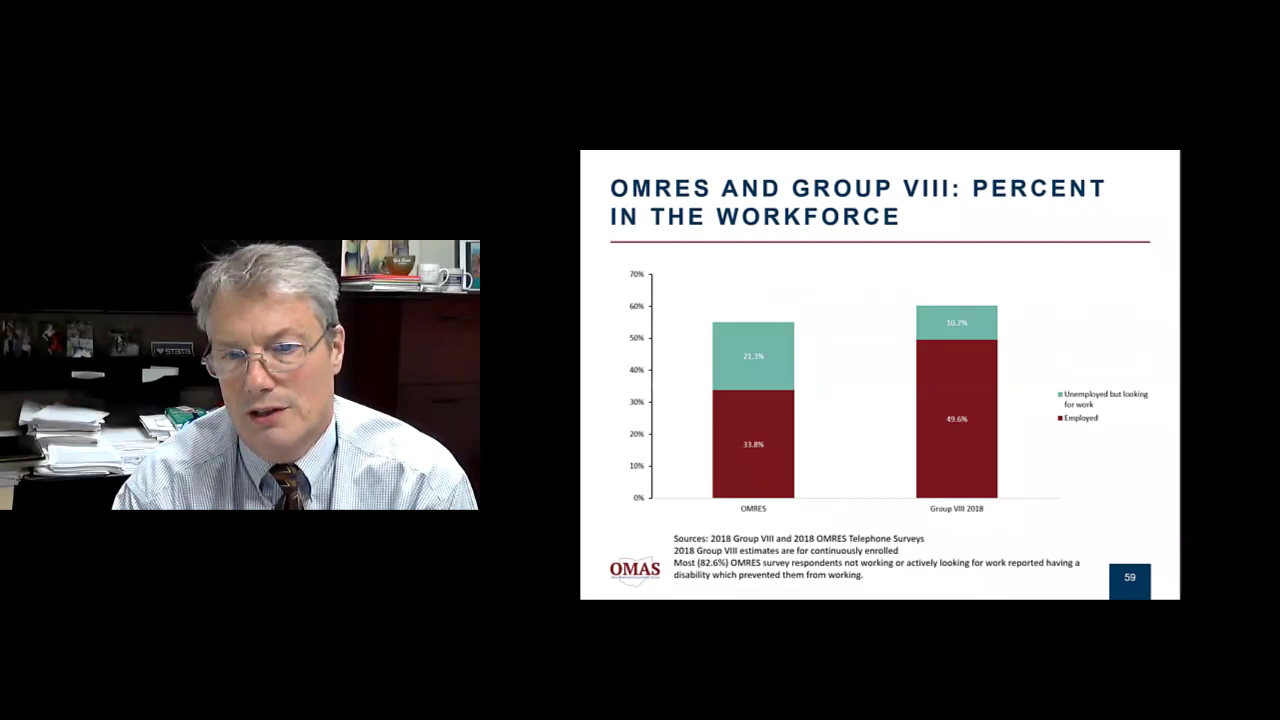 OMRES AND GROUP VIII: PERCENT
IN THE WORKFORCE
70%
60%
50%
40%
30%
20%
10%
0%
21.3%
33.8%
10.7%
49.6%
OMRES
Group VIII 2018
Unemployed but looking
for work
Employed
Sources: 2018 Group VIII and 2018 OMRES Telephone Surveys
2018 Group VIII estimates are for continuously enrolled
Most (82.6%) OMRES survey respondents not working or actively looking for work reported having a
disability which prevented them from working.
OMAS
59